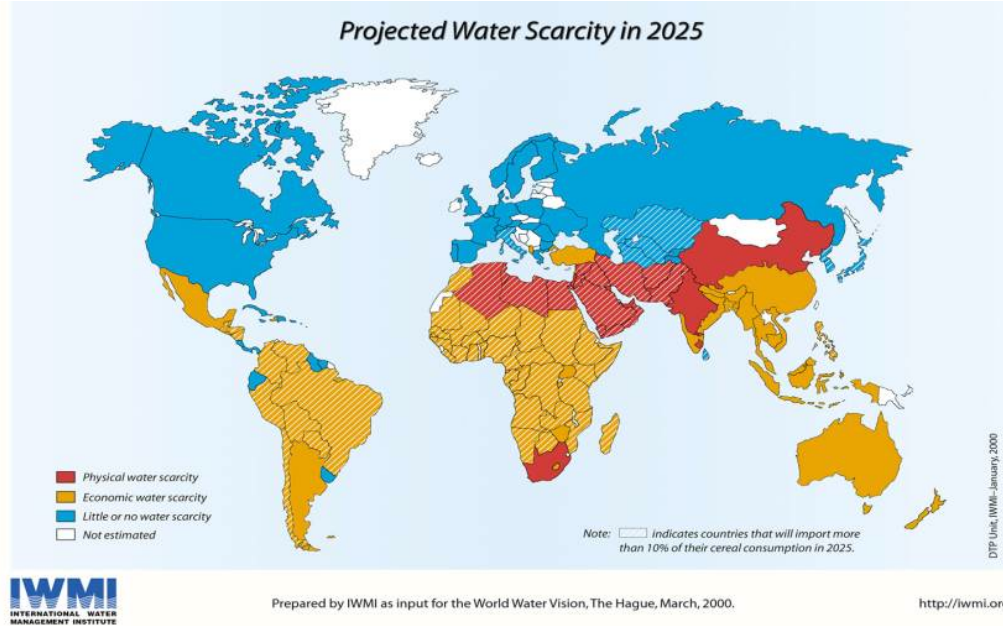 Projected Water Scarcity in 2025
Physical water scarcity
Economic water scarcity
Little or no water scarcity
Not estimated
Note: indicates countries that will import more
than 10% of their cereal consumption in 2025.
DTP Unit, IWMI-January, 2000
IWMI
INTERNATIONAL WATER
MANAGEMENT INSTITUTE
Prepared by IWMI as input for the World Water Vision, The Hague, March, 2000.
http://iwmi.org